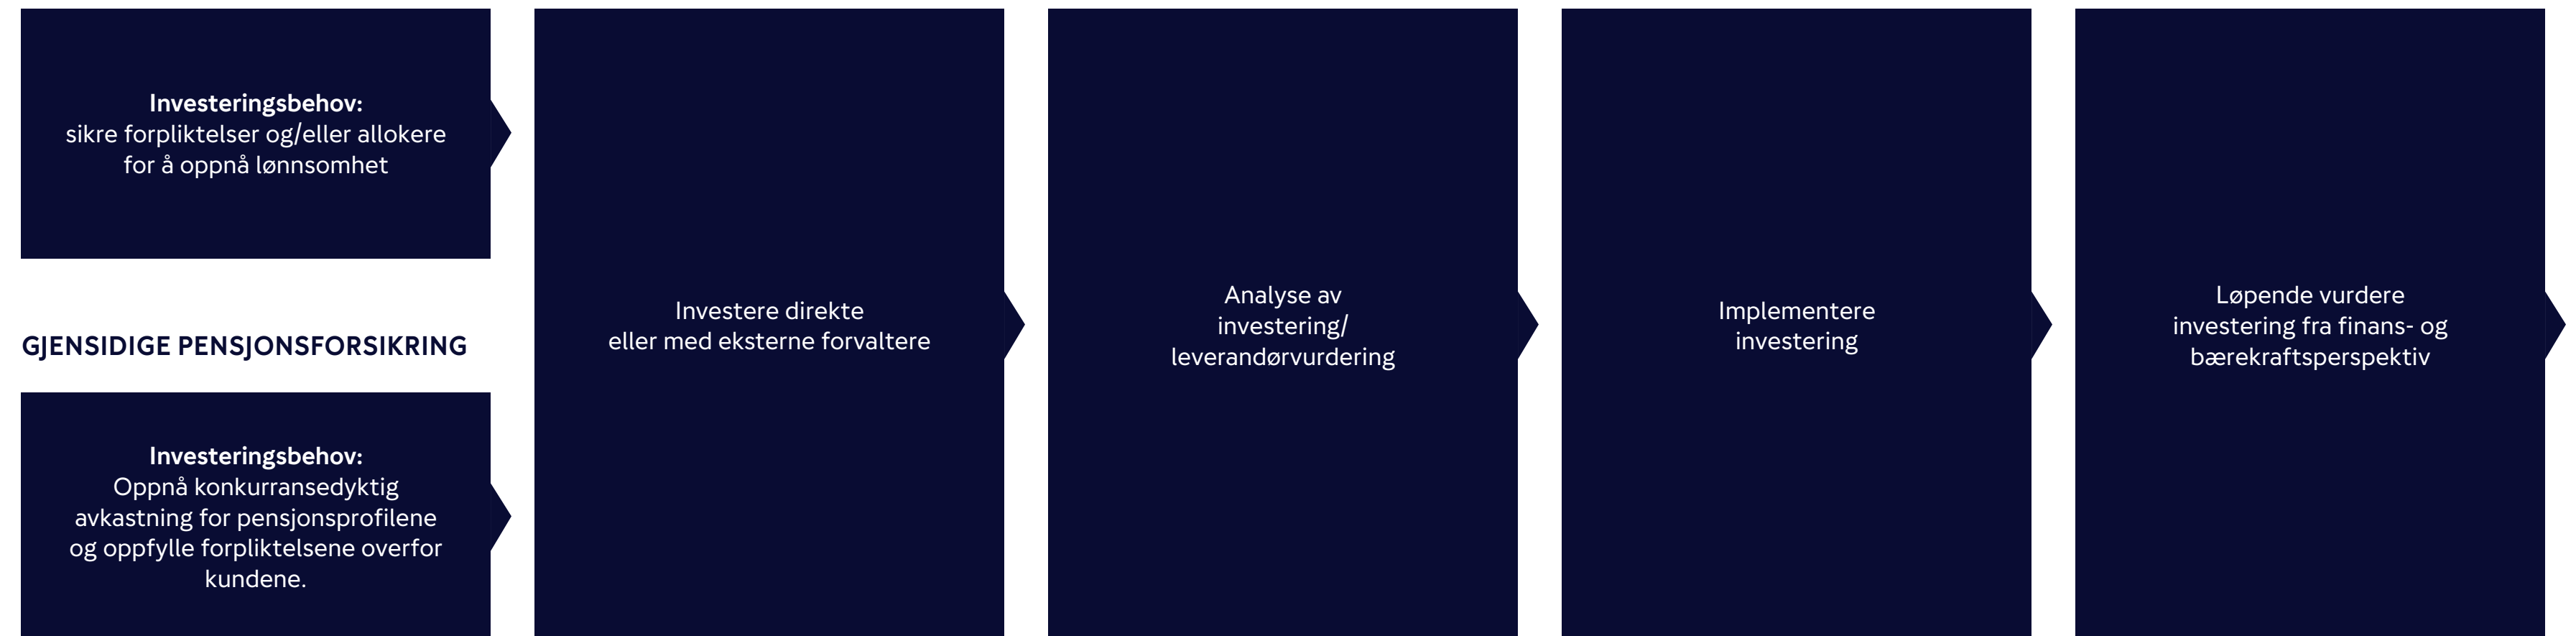 Investeringsbehov:
sikre forpliktelser og/eller allokere
for å oppnå lønnsomhet
GJENSIDIGE PENSJONSFORSIKRING
Investeringsbehov:
Oppnå konkurransedyktig
avkastning for pensjonsprofilene
og oppfylle forpliktelsene overfor
kundene.
Investere direkte
eller med eksterne forvaltere
Analyse av
investering/
leverandørvurdering
Implementere
investering
Løpende vurdere
investering fra finans- og
bærekraftsperspektiv